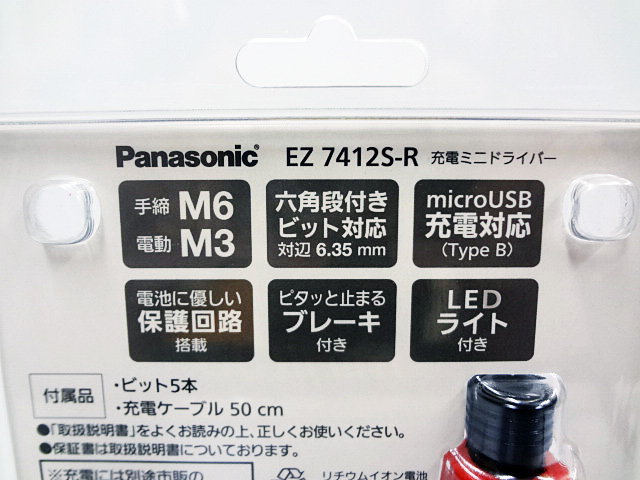 Panasonic EZ 7412S-R 充電ミニドライバー
手締 M6
電動 M3
六角段付き
ビット対応
対辺 6.35 mm
microUSB
充電対応
(Type B)
電池に優しい
保護回路
搭載
ピタッと止まる
ブレーキ
付き
LED
ライト
付き
付属品
・ビット5本
・充電ケーブル 50 cm
●「取扱説明書」をよくお読みの上、正しくお使いください。
●保証書は取扱説明書についております。
※充電には別途市販の
リチウムイオン電池